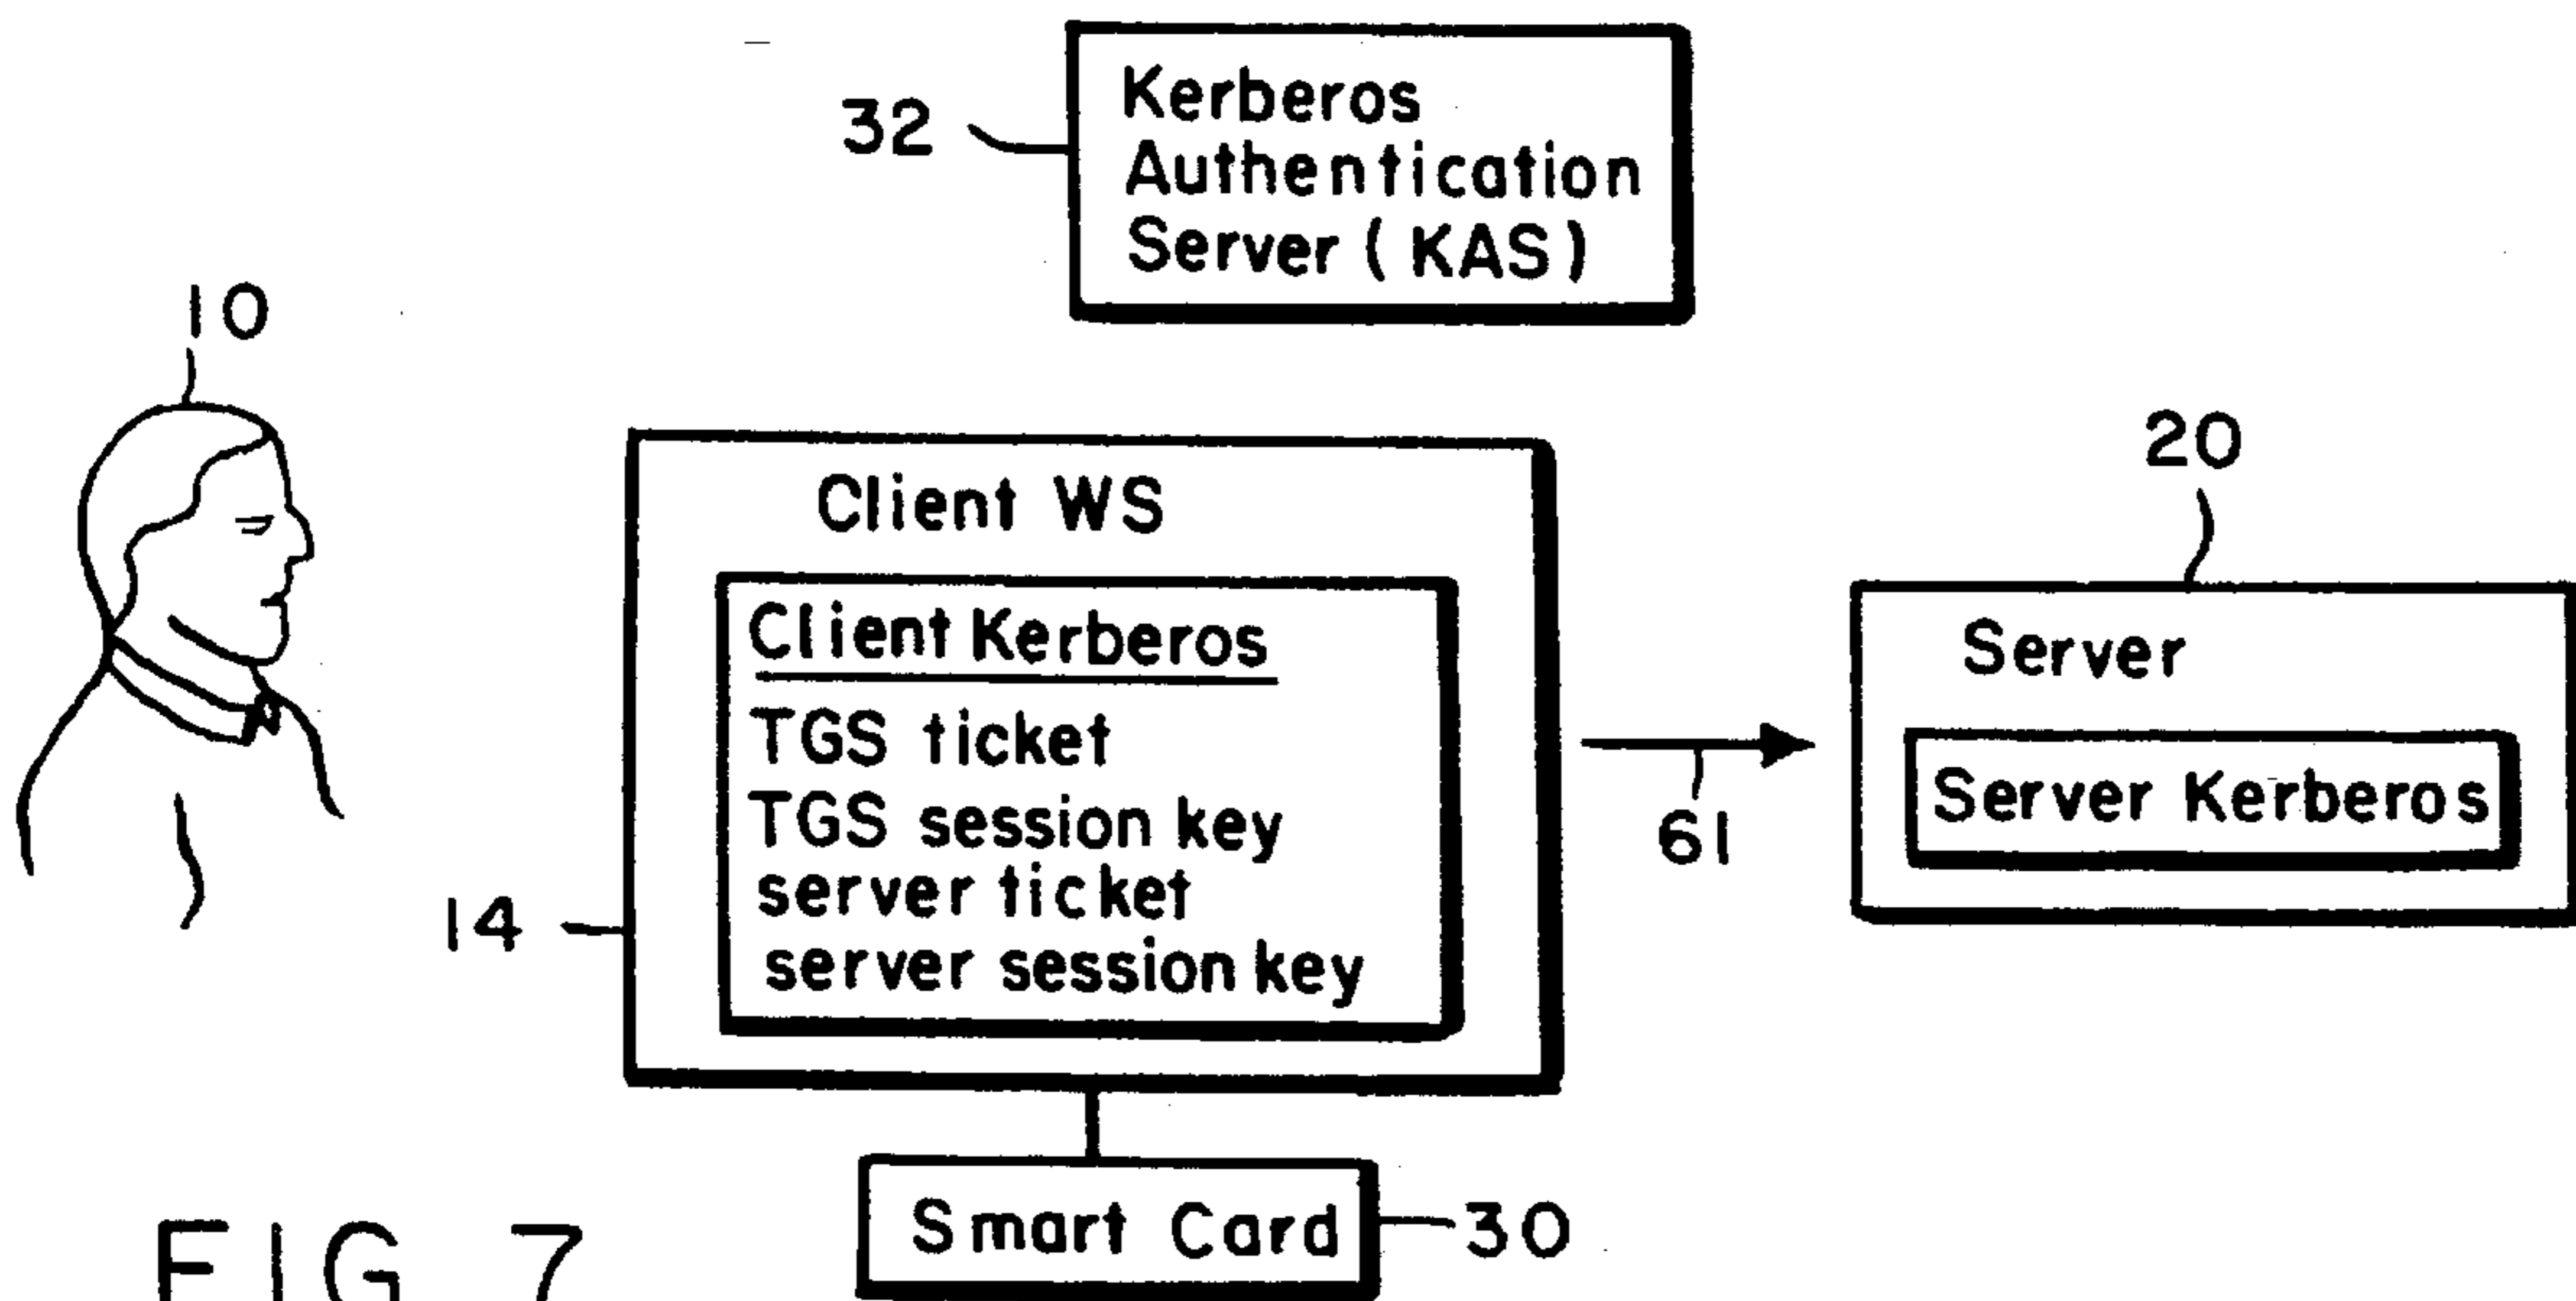 32
Kerberos
Authentication
Server (KAS)
10
Client WS
Client Kerberos
TGS ticket
TGS session key
server ticket
server session key
14
61
20
Server
Server Kerberos
Smart Card
30
FIG 7